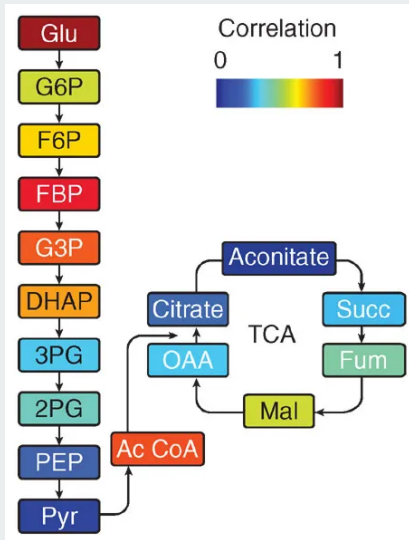 Glu
G6P
F6P
FBP
G3P
DHAP
3PG
2PG
PEP
Pyr
Correlation
0 1
Aconitate
Citrate
Succ
TCA
OAA
Fum
Mal
Ac CoA